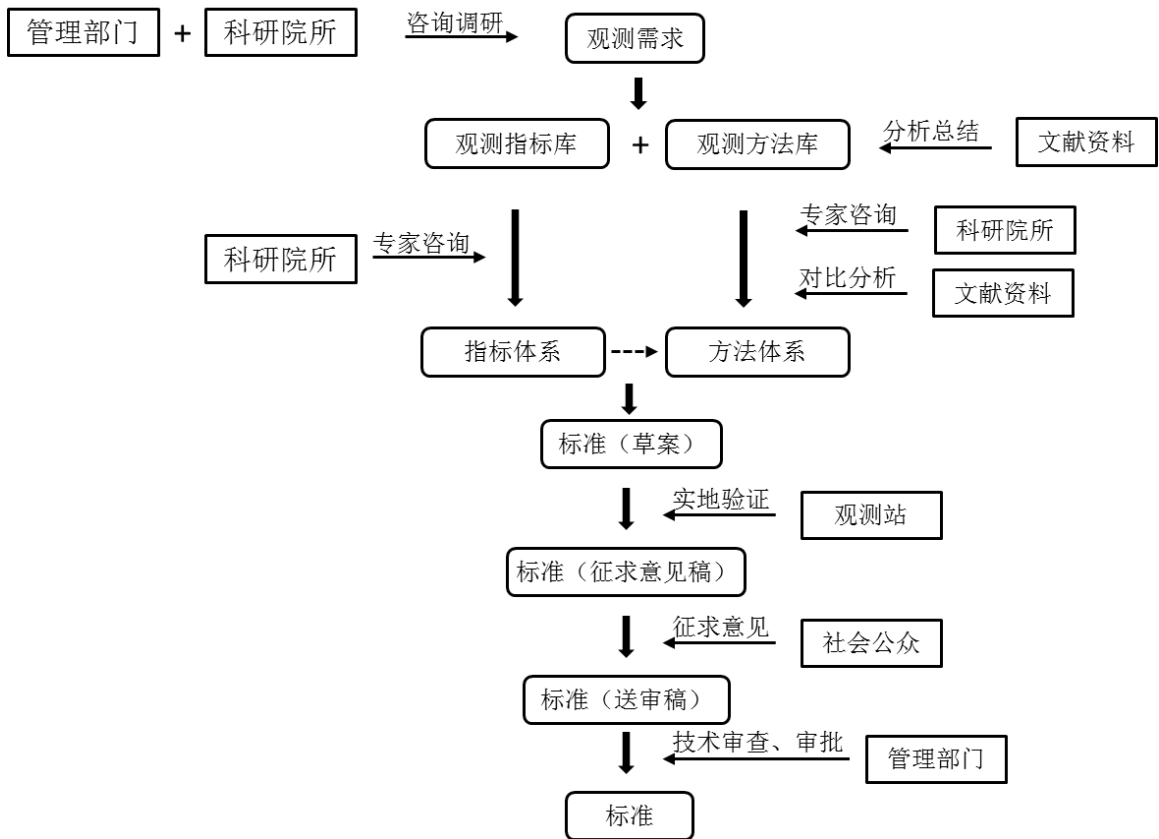 管理部门 + 科研院所 咨询调研 观测需求
观测指标库 + 观测方法库 分析总结 文献资料
科研院所 专家咨询 专家咨询 科研院所
对比分析 文献资料
指标体系 方法体系
标准（草案）
实地验证 观测站
标准（征求意见稿）
征求意见 社会公众
标准（送审稿）
技术审查、审批 管理部门
标准